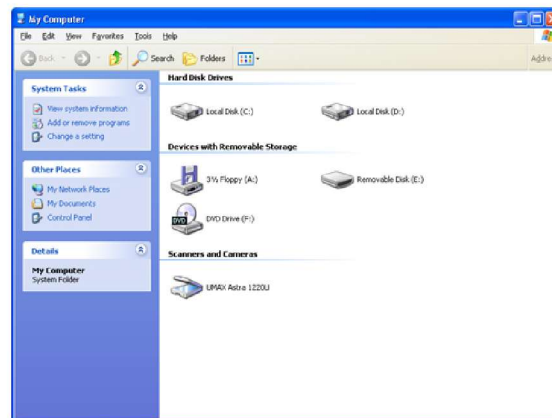 My Computer
File Edit View Favorites Tools Help
Back Search Folders Addre
System Tasks
View system information
Add or remove programs
Change a setting
Other Places
My Network Places
My Documents
Control Panel
Details
My Computer
System Folder
Hard Disk Drives
Local Disk (C:) Local Disk (D:)
Devices with Removable Storage
3½ Floppy (A:) Removable Disk (E:)
DVD DVD Drive (F:)
Scanners and Cameras
UMAX Astra 1220U